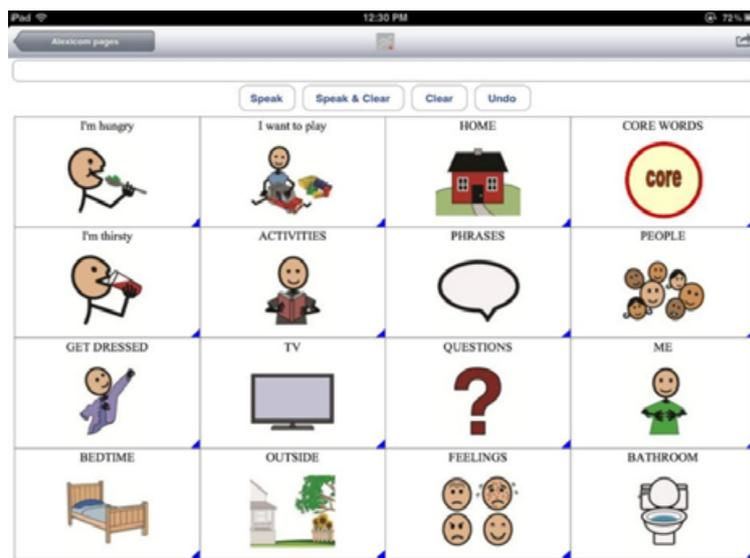 iPad 12:30 PM 72%
Alexicom pages
Speak Speak & Clear Clear Undo
I'm hungry I want to play HOME CORE WORDS
core
I'm thirsty ACTIVITIES PHRASES PEOPLE
GET DRESSED TV QUESTIONS ME
?
BEDTIME OUTSIDE FEELINGS BATHROOM